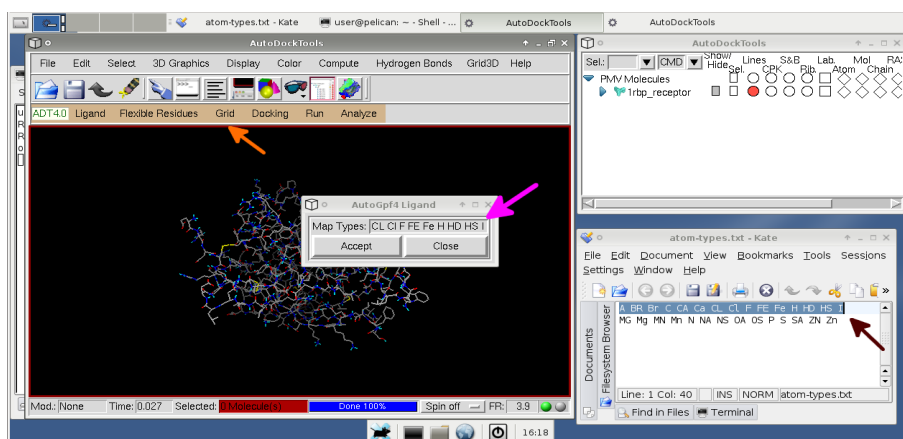 atom-types.txt - Kate
user@pelican: ~ - Shell - ...
AutoDockTools
AutoDockTools
AutoDockTools
File Edit Select 3D Graphics Display Color Compute Hydrogen Bonds Grid3D Help
ADT4.0 Ligand Flexible Residues Grid Docking Run Analyze
AutoGpf4 Ligand
Map Types: CL Cl F FE Fe H HD HS I
Accept Close
Mod.: None Time: 0.027 Selected: 0 Molecule(s) Done 100% Spin off FR: 3.9
AutoDockTools
Sel.: CMD Show/Hide Sel. Lines CPK S&B Rib. Lab. Atom Mol Chain RA:
PMV Molecules
1rbp_receptor
atom-types.txt - Kate
File Edit Document View Bookmarks Tools Sessions
Settings Window Help
A BR Br C CA Ca CL Cl F FE Fe H HD HS I
MG Mg MN Mn N NA NS OA OS P S SA ZN Zn
Documents
Filesystem Browser
Line: 1 Col: 40 INS NORM atom-types.txt
Find in Files Terminal
16:18